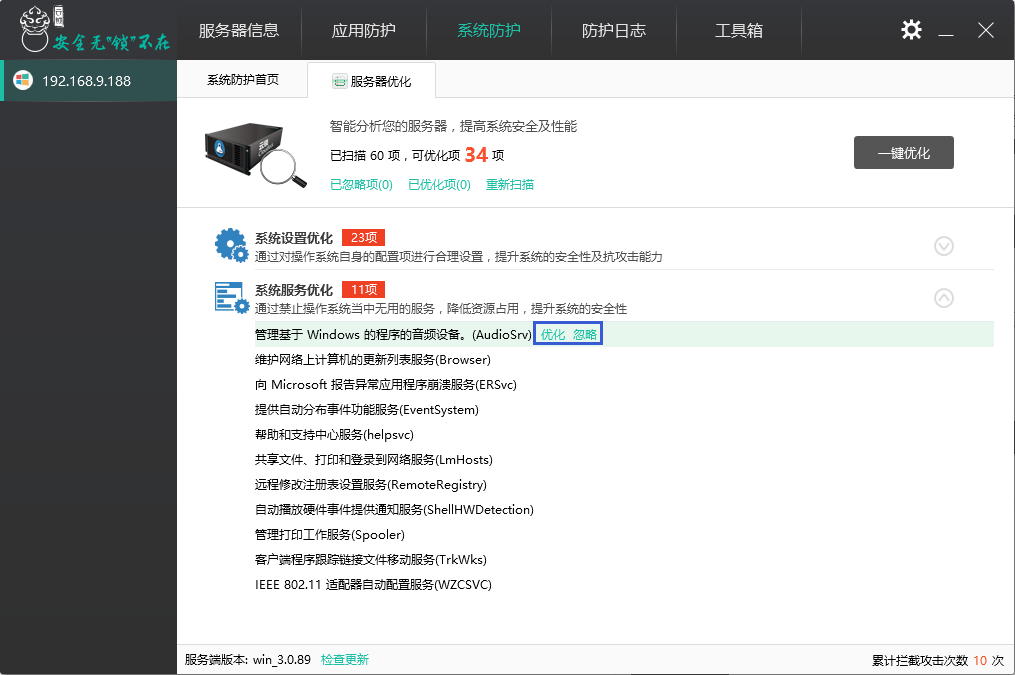 安全无"锁"不在
服务器信息
应用防护
系统防护
防护日志
工具箱
192.168.9.188
系统防护首页
服务器优化
智能分析您的服务器，提高系统安全及性能
已扫描 60 项，可优化项 34 项
已忽略项(0) 已优化项(0) 重新扫描
一键优化
系统设置优化 23项
通过对操作系统自身的配置项进行合理设置，提升系统的安全性及抗攻击能力
系统服务优化 11项
通过禁止操作系统当中无用的服务，降低资源占用，提升系统的安全性
管理基于 Windows 的程序的音频设备。(AudioSrv) 优化 忽略
维护网络上计算机的更新列表服务(Browser)
向 Microsoft 报告异常应用程序崩溃服务(ERSvc)
提供自动分布事件功能服务(EventSystem)
帮助和支持中心服务(helpsvc)
共享文件、打印和登录到网络服务(LmHosts)
远程修改注册表设置服务(RemoteRegistry)
自动播放硬件事件提供通知服务(ShellHWDetection)
管理打印工作服务(Spooler)
客户端程序跟踪链接文件移动服务(TrkWks)
IEEE 802.11 适配器自动配置服务(WZCSVC)
服务端版本: win_3.0.89 检查更新
累计拦截攻击次数 10 次